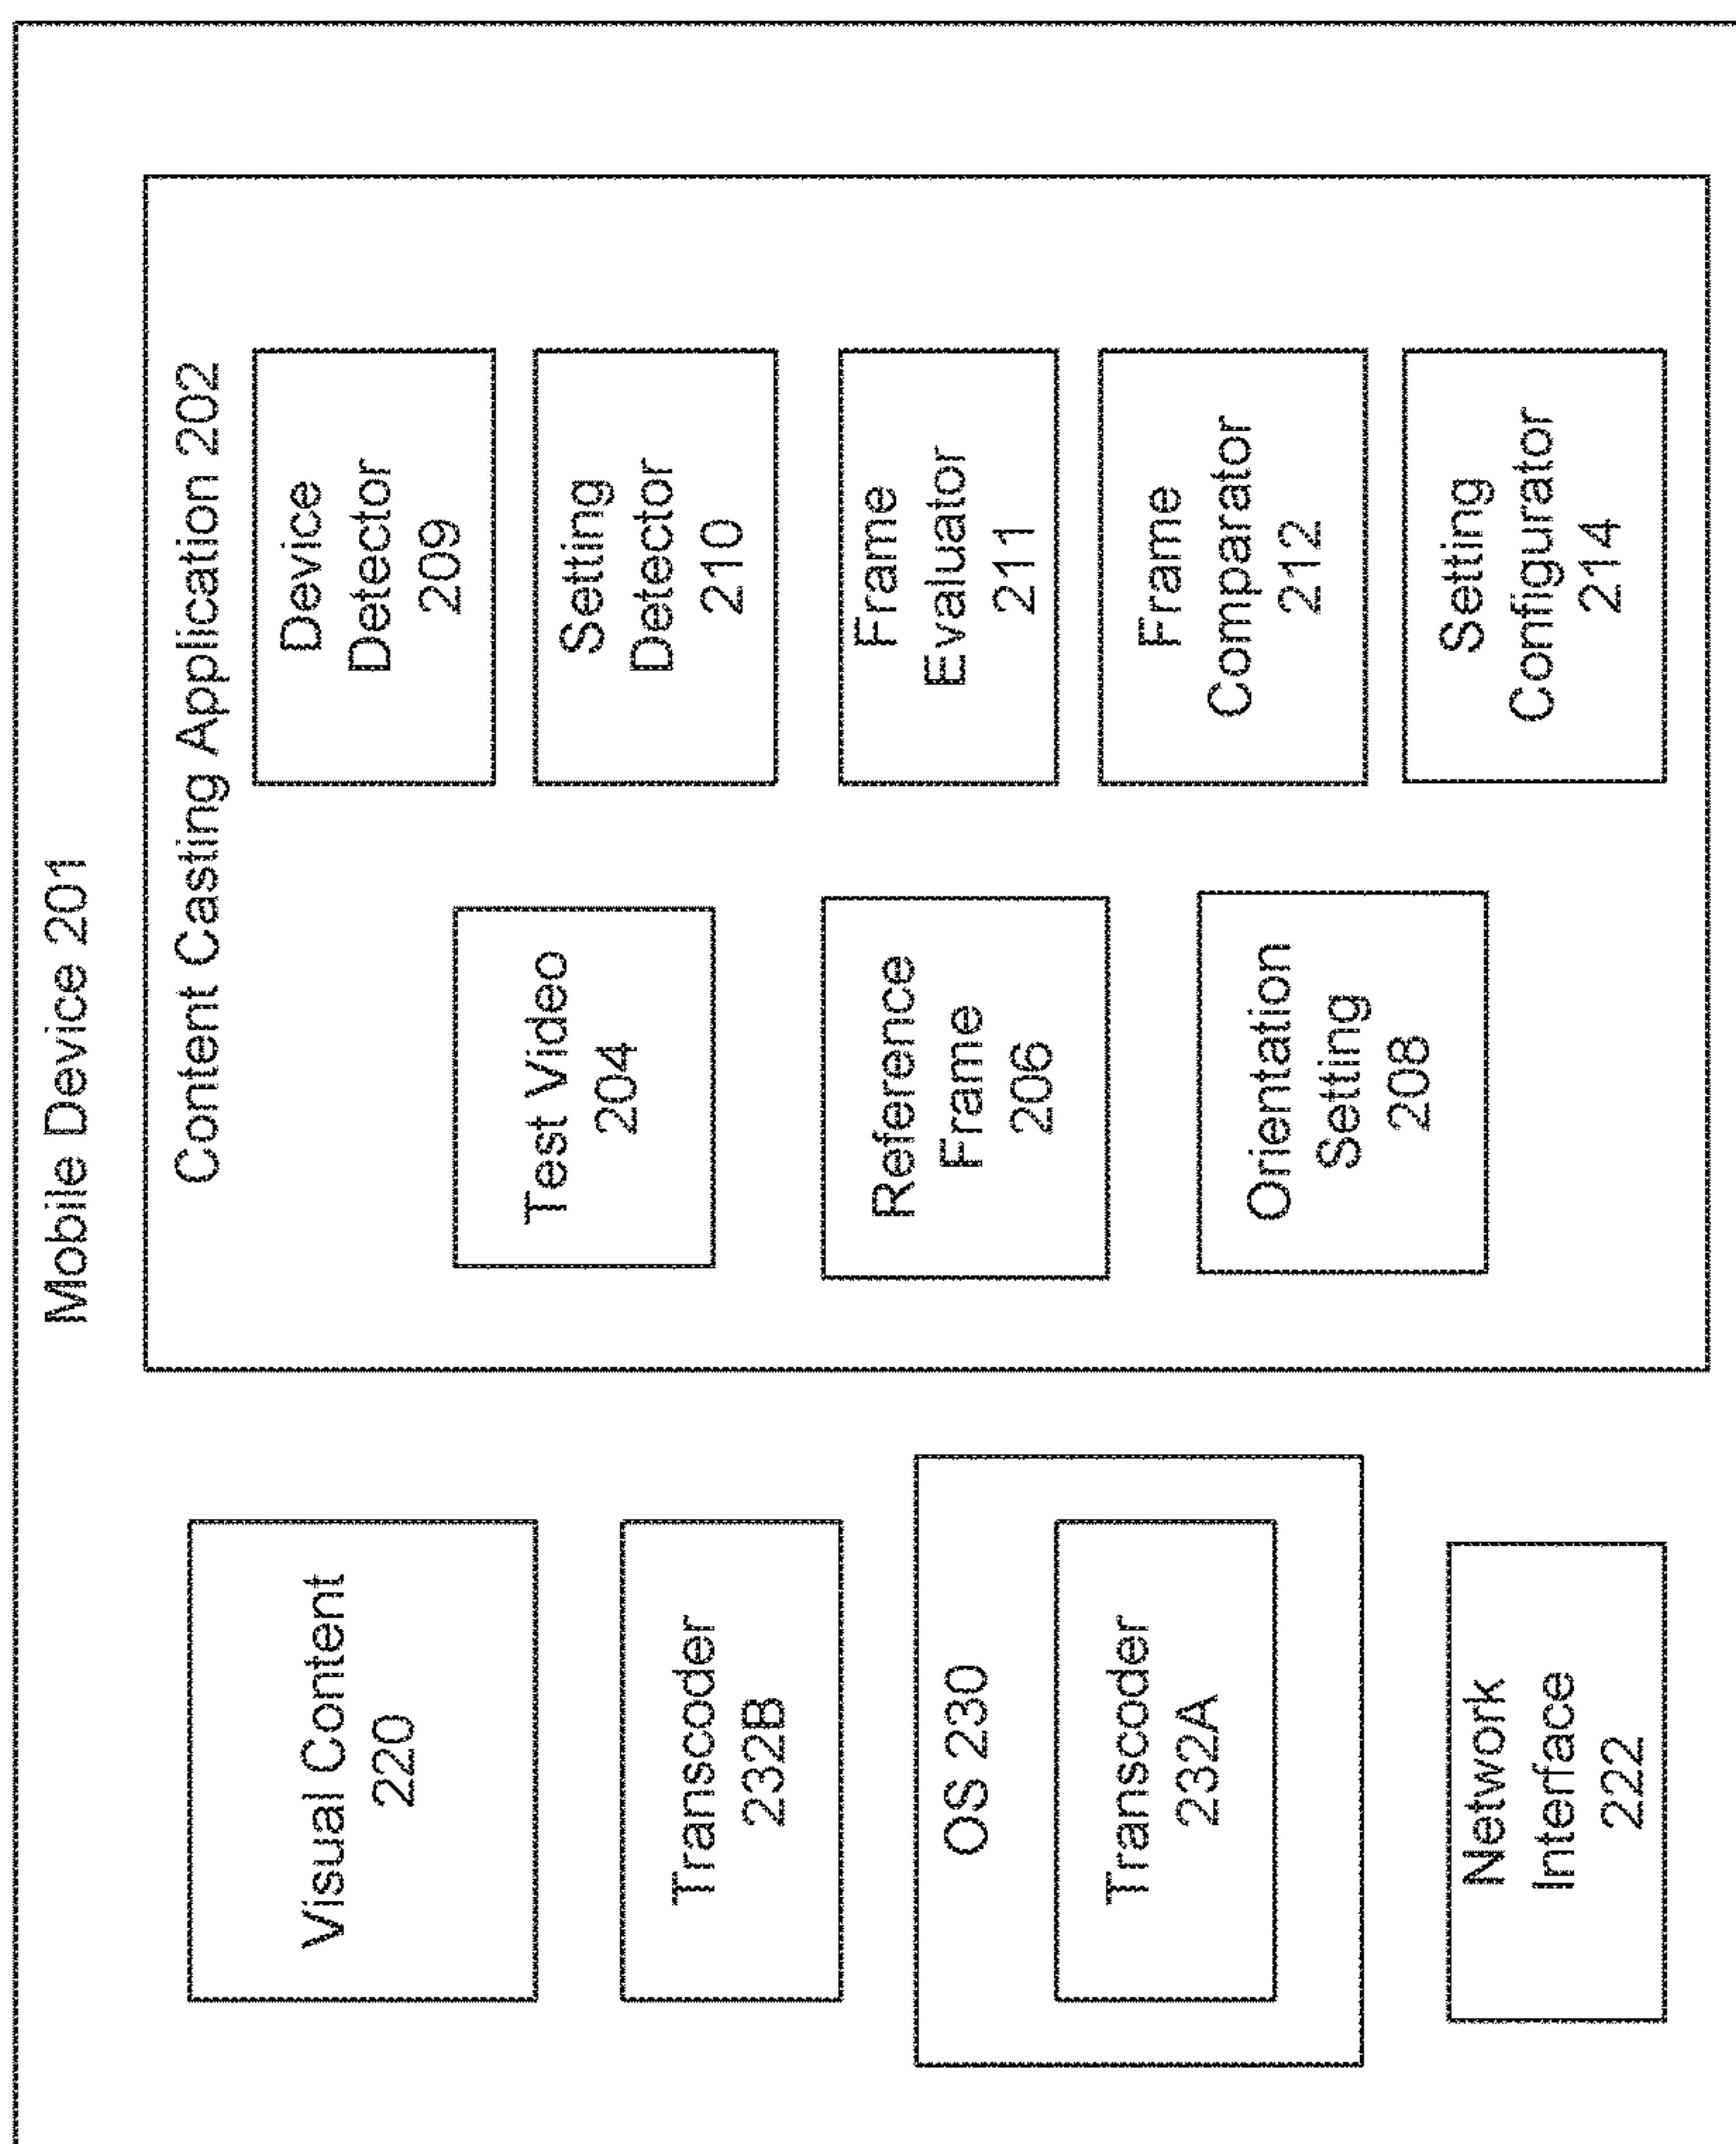 Mobile Device 201
Visual Content
220
Transcoder
232B
OS 230
Transcoder
232A
Network
Interface
222
Content Casting Application 202
Test Video
204
Reference
Frame
206
Orientation
Setting
208
Device
Detector
209
Setting
Detector
210
Frame
Evaluator
211
Frame
Comparator
212
Setting
Configurator
214